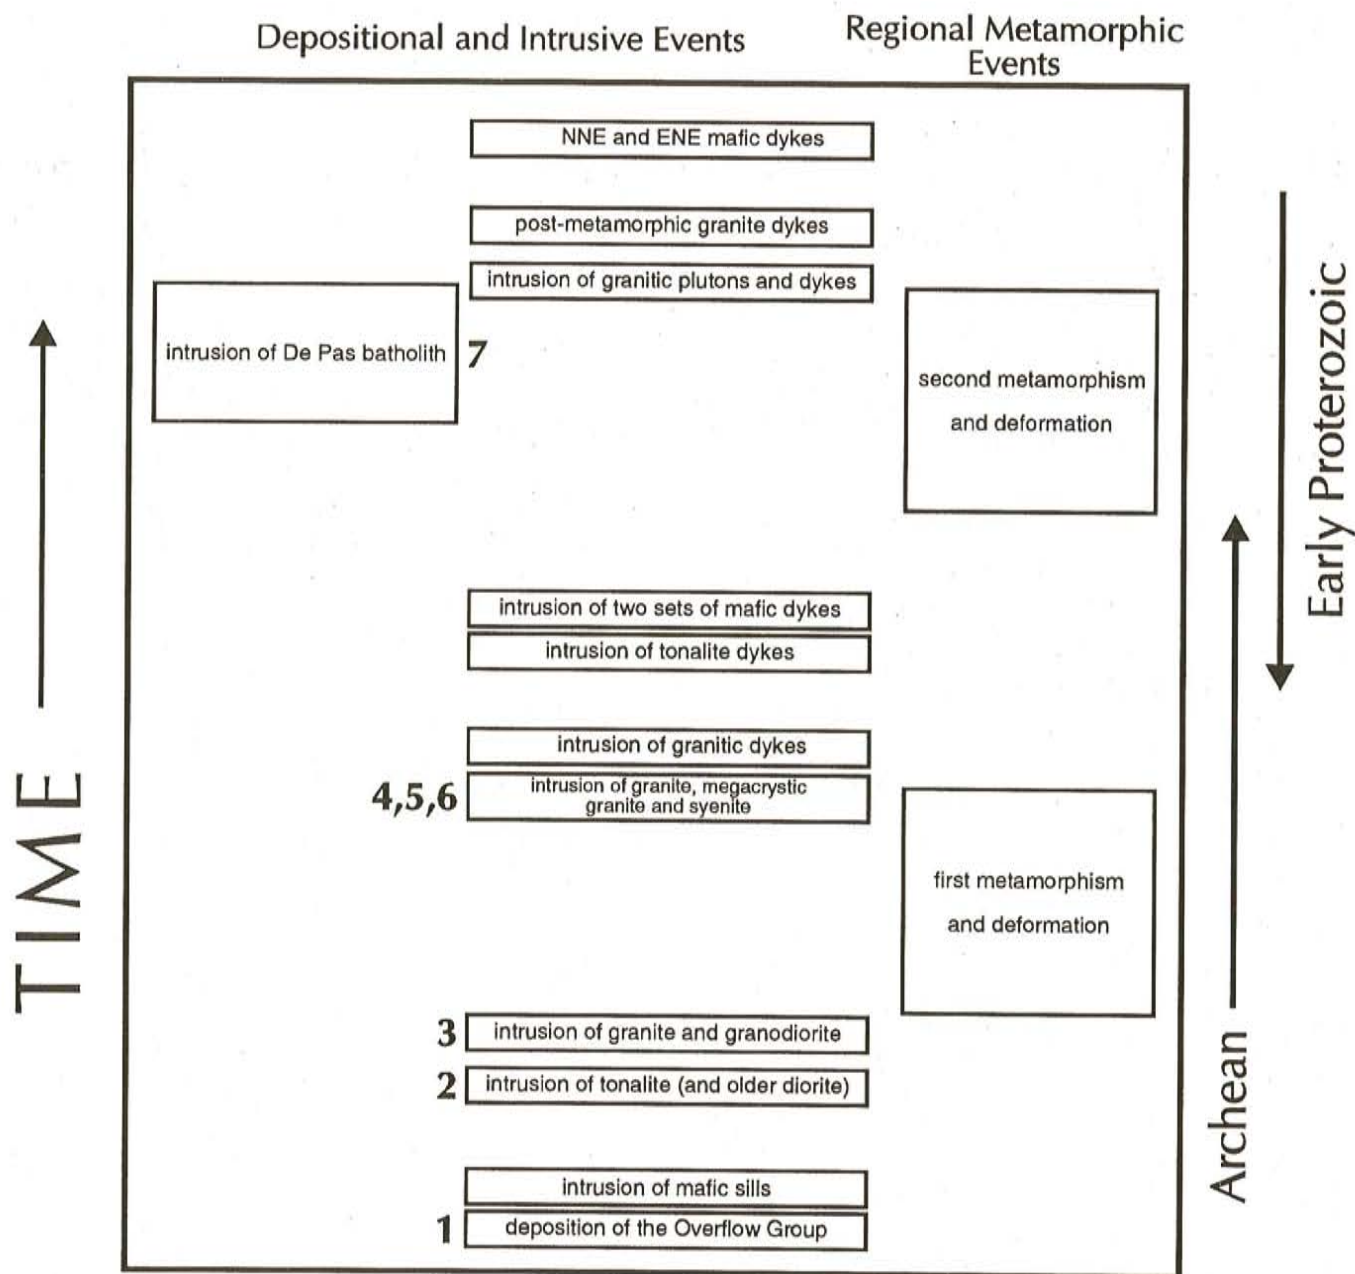 Depositional and Intrusive Events
Regional Metamorphic
Events
NNE and ENE mafic dykes
post-metamorphic granite dykes
intrusion of granitic plutons and dykes
intrusion of De Pas batholith
7
second metamorphism
and deformation
intrusion of two sets of mafic dykes
intrusion of tonalite dykes
intrusion of granitic dykes
4,5,6
intrusion of granite, megacrystic
granite and syenite
first metamorphism
and deformation
3
intrusion of granite and granodiorite
2
intrusion of tonalite (and older diorite)
intrusion of mafic sills
1
deposition of the Overflow Group
TIME
Early Proterozoic
Archean